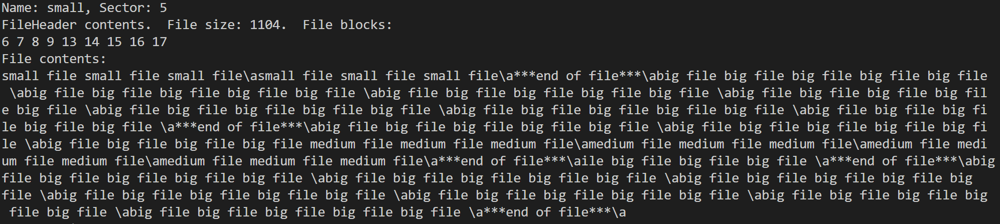 Name: small, Sector: 5
FileHeader contents.  File size: 1104.  File blocks:
6 7 8 9 13 14 15 16 17
File contents:
small file small file small file\asmall file small file small file\a***end of file***\abig file big file big file big file big file
 \abig file big file big file big file big file \abig file big file big file big file big file \abig file big file big file big fil
e big file \abig file big file big file big file big file \abig file big file big file big file big file \abig file big file big fi
le big file big file \a***end of file***\abig file big file big file big file big file \abig file big file big file big file big fi
le \abig file big file big file big file medium file medium file medium file\amedium file medium file medium file\amedium file medi
um file medium file\amedium file medium file medium file\a***end of file***\aile big file big file big file \a***end of file***\abig
file big file big file big file big file \abig file big file big file big file big file \abig file big file big file big file big
file \abig file big file big file big file big file \abig file big file big file big file big file \abig file big file big file big
 file big file \abig file big file big file big file big file \a***end of file***\a